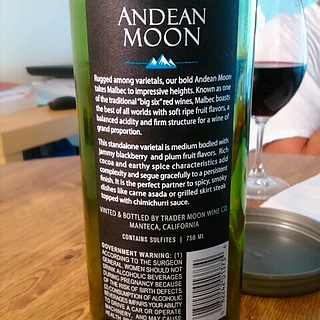 ANDEAN
MOON
Rugged among varietals, our bold Andean Moon
takes Malbec to impressive heights. Known as one
of the traditional "big six" red wines, Malbec boasts
the best of all worlds with soft ripe fruit flavors, a
balanced acidity and firm structure for a wine of
grand proportion.
This standalone varietal is medium bodied with
jammy blackberry and plum fruit flavors. Rich
cocoa and earthy spice characteristics add
complexity and segue gracefully to a persistent
finish. It is the perfect partner to spicy, smoky
dishes like carne asada or grilled skirt steak
topped with chimichurri sauce.
VINTED & BOTTLED BY TRADER MOON WINE CO.
MANTECA, CALIFORNIA
CONTAINS SULFITES | 750 ML
GOVERNMENT WARNING: (1)
ACCORDING TO THE SURGEON
GENERAL, WOMEN SHOULD NOT
DRINK ALCOHOLIC BEVERAGES
DURING PREGNANCY BECAUSE
OF THE RISK OF BIRTH DEFECTS.
(2) CONSUMPTION OF ALCOHOLIC
BEVERAGES IMPAIRS YOUR ABILITY
TO DRIVE A CAR OR OPERATE
MACHINERY, AND MAY CAUSE